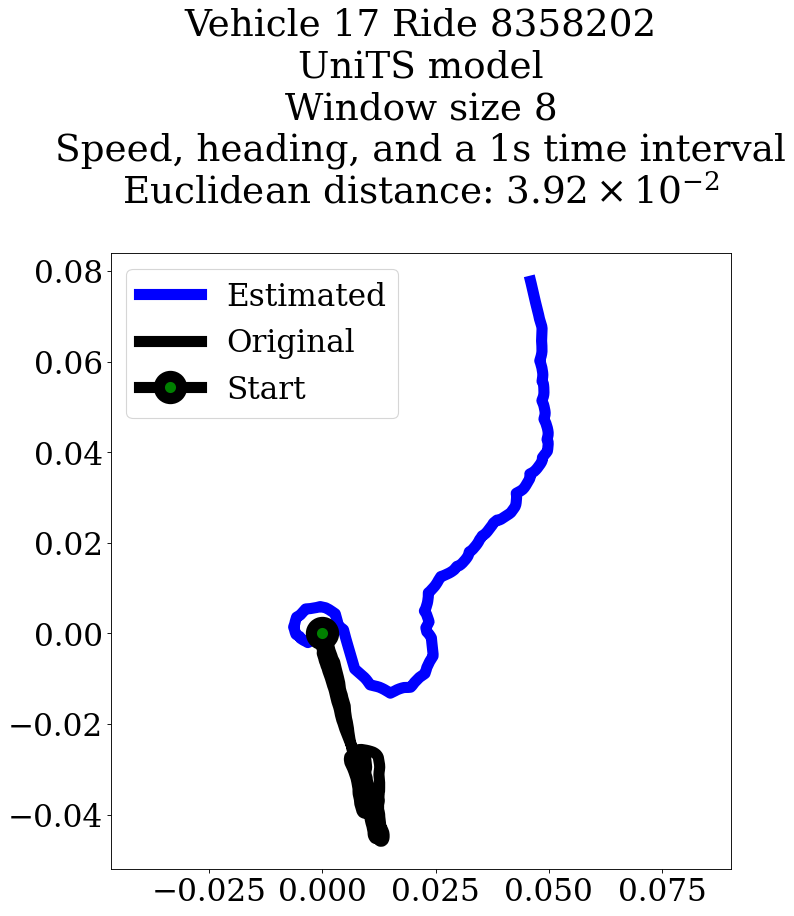 Vehicle 17 Ride 8358202
UniTS model
Window size 8
Speed, heading, and a 1s time interval
Euclidean distance: 3.92 × 10⁻²
0.08
0.06
0.04
0.02
0.00
−0.02
−0.04
Estimated
Original
Start
−0.025 0.000 0.025 0.050 0.075